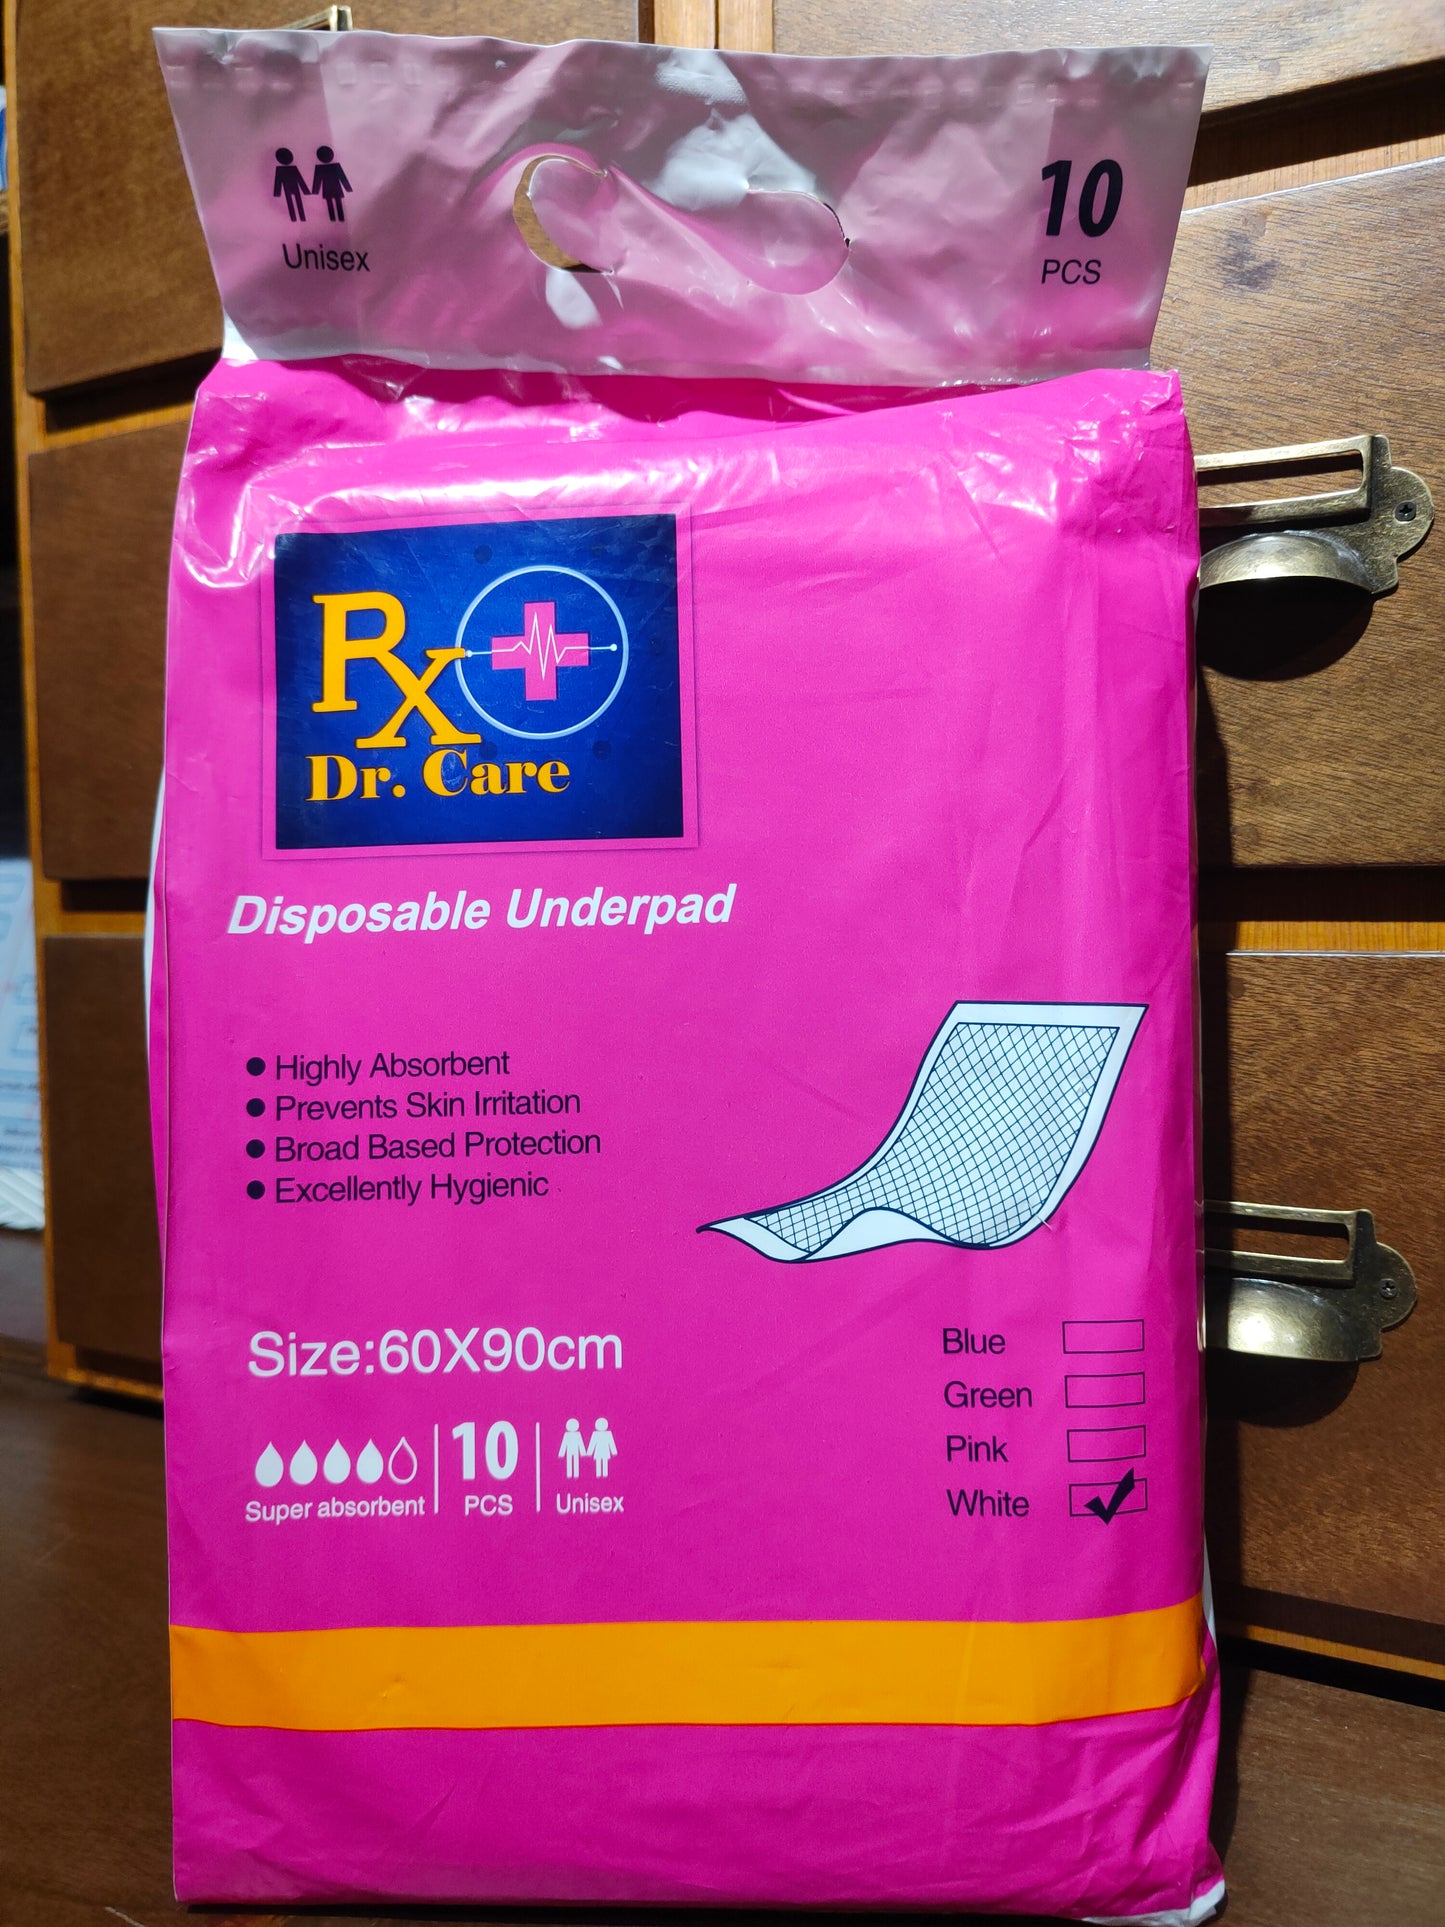 Unisex
10
PCS
Rx
Dr. Care
Disposable Underpad
● Highly Absorbent
● Prevents Skin Irritation
● Broad Based Protection
● Excellently Hygienic
Size:60X90cm
10
Super absorbent
PCS
Unisex
Blue
Green
Pink
White